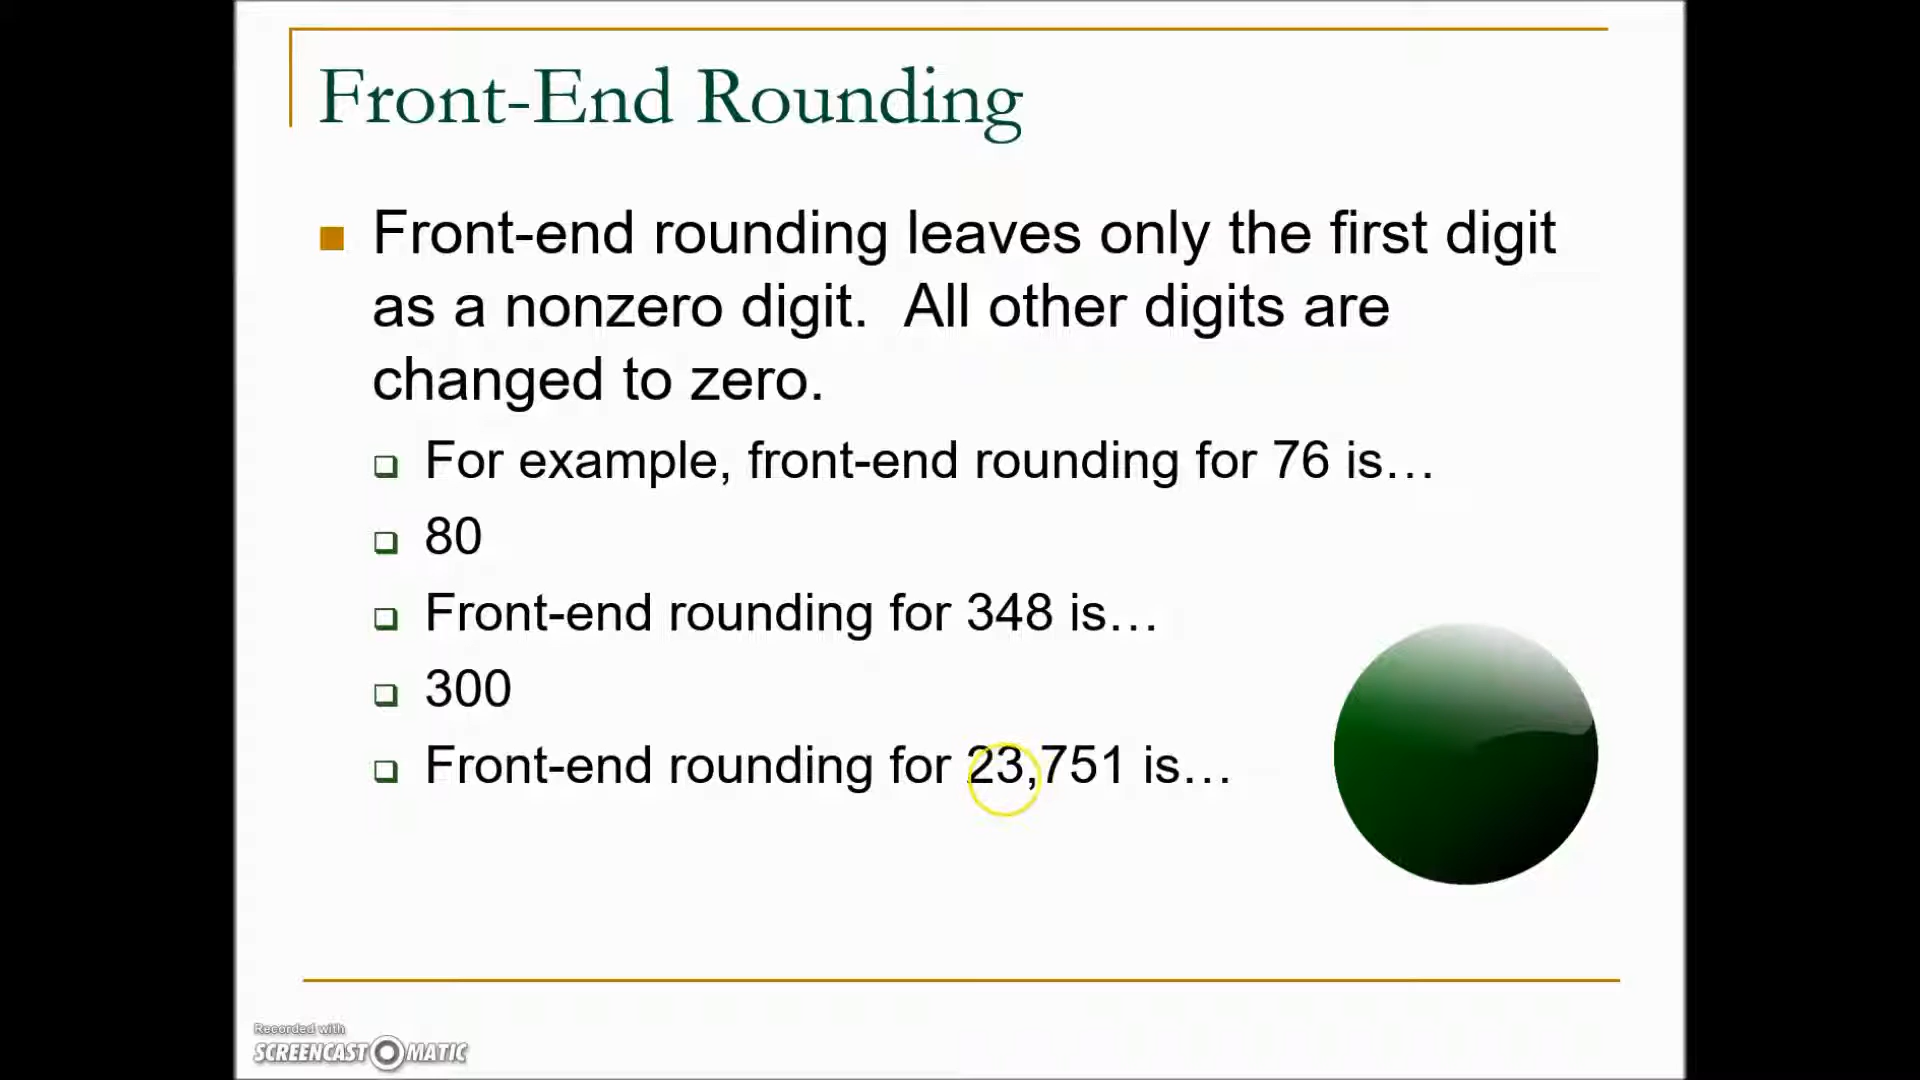 Front-End Rounding
Front-end rounding leaves only the first digit
as a nonzero digit.  All other digits are
changed to zero.
For example, front-end rounding for 76 is…
80
Front-end rounding for 348 is…
300
Front-end rounding for 23,751 is…
Recorded with
SCREENCAST MATIC